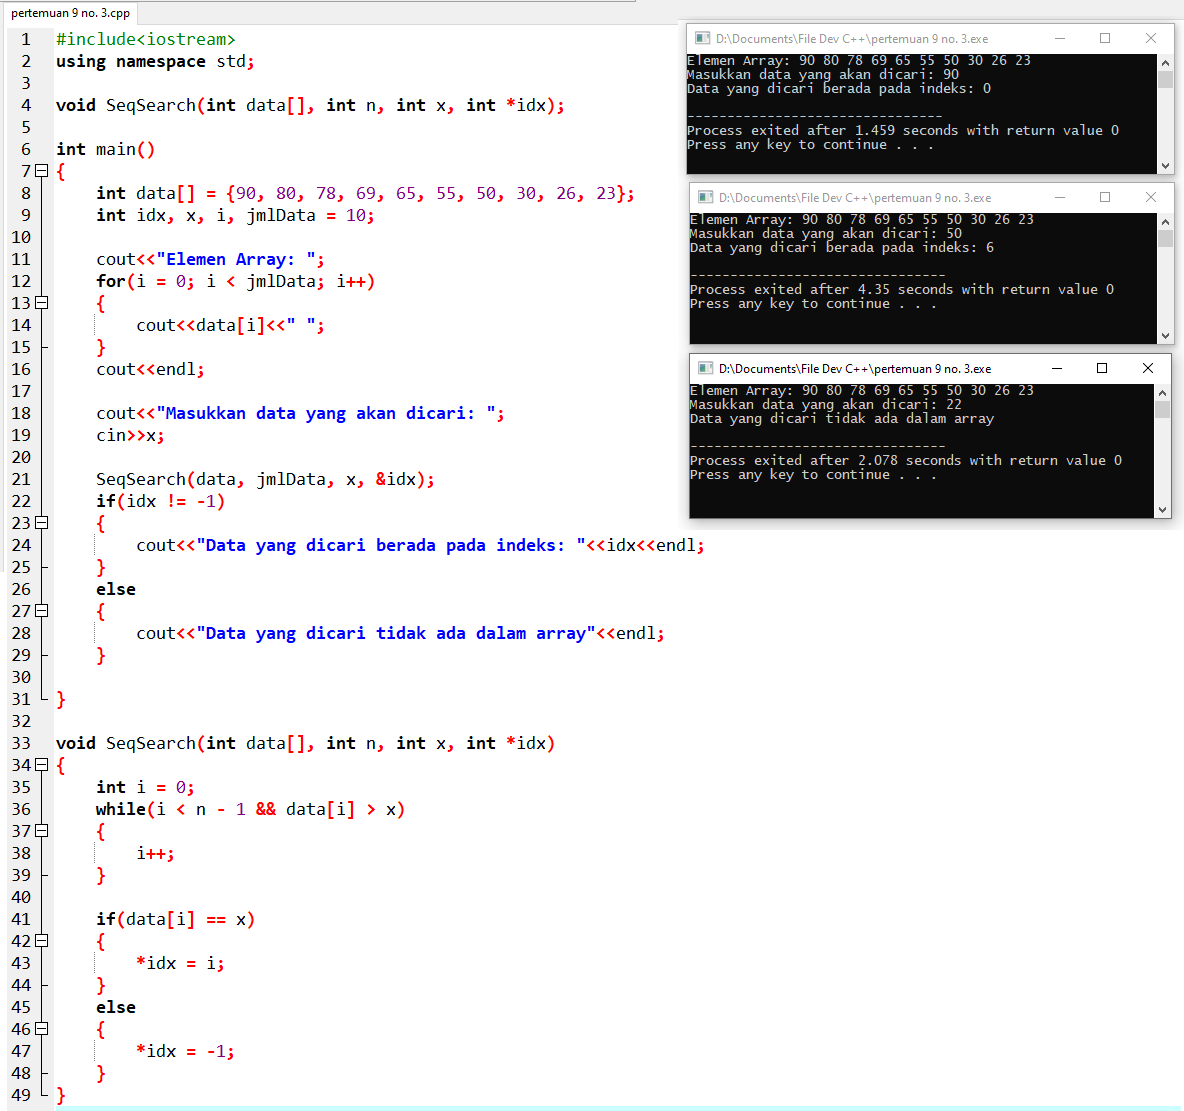 pertemuan 9 no. 3.cpp
1 #include<iostream>
2 using namespace std;
3
4 void SeqSearch(int data[], int n, int x, int *idx);
5
6 int main()
7 {
8 int data[] = {90, 80, 78, 69, 65, 55, 50, 30, 26, 23};
9 int idx, x, i, jmlData = 10;
10
11 cout<<"Elemen Array: ";
12 for(i = 0; i < jmlData; i++)
13 {
14 cout<<data[i]<<" ";
15 }
16 cout<<endl;
17
18 cout<<"Masukkan data yang akan dicari: ";
19 cin>>x;
20
21 SeqSearch(data, jmlData, x, &idx);
22 if(idx != -1)
23 {
24 cout<<"Data yang dicari berada pada indeks: "<<idx<<endl;
25 }
26 else
27 {
28 cout<<"Data yang dicari tidak ada dalam array"<<endl;
29 }
30
31 }
32
33 void SeqSearch(int data[], int n, int x, int *idx)
34 {
35 int i = 0;
36 while(i < n - 1 && data[i] > x)
37 {
38 i++;
39 }
40
41 if(data[i] == x)
42 {
43 *idx = i;
44 }
45 else
46 {
47 *idx = -1;
48 }
49 }
D:\Documents\File Dev C++\pertemuan 9 no. 3.exe
Elemen Array: 90 80 78 69 65 55 50 30 26 23
Masukkan data yang akan dicari: 90
Data yang dicari berada pada indeks: 0
--------------------------------
Process exited after 1.459 seconds with return value 0
Press any key to continue . . .
D:\Documents\File Dev C++\pertemuan 9 no. 3.exe
Elemen Array: 90 80 78 69 65 55 50 30 26 23
Masukkan data yang akan dicari: 50
Data yang dicari berada pada indeks: 6
--------------------------------
Process exited after 4.35 seconds with return value 0
Press any key to continue . . .
D:\Documents\File Dev C++\pertemuan 9 no. 3.exe
Elemen Array: 90 80 78 69 65 55 50 30 26 23
Masukkan data yang akan dicari: 22
Data yang dicari tidak ada dalam array
--------------------------------
Process exited after 2.078 seconds with return value 0
Press any key to continue . . .